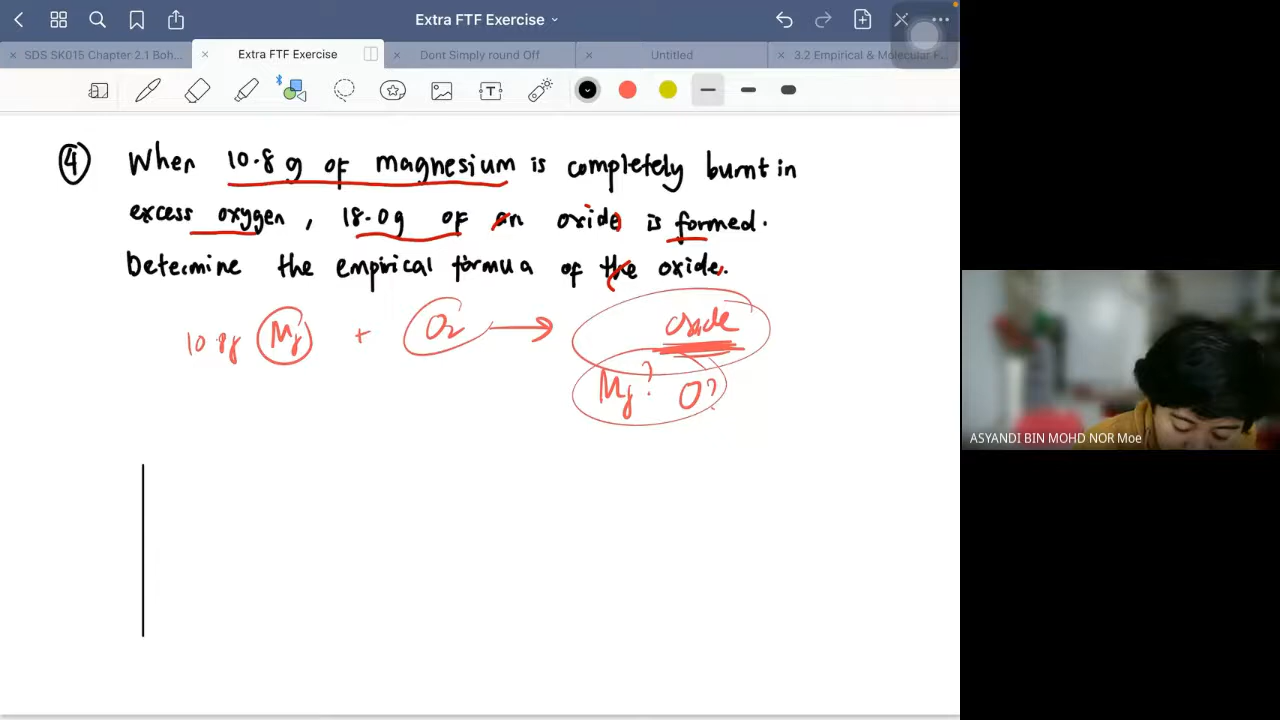 Extra FTF Exercise
SDS SK015 Chapter 2.1 Boh...
Extra FTF Exercise
Dont Simply round Off
Untitled
3.2 Empirical & Molecular F...
④ When 10.8 g of magnesium is completely burnt in
excess oxygen, 18.0g of an oxide is formed.
Determine the empirical formua of the oxide.
10.8g Mg + O2 → oxide
Mg? O?
ASYANDI BIN MOHD NOR Moe